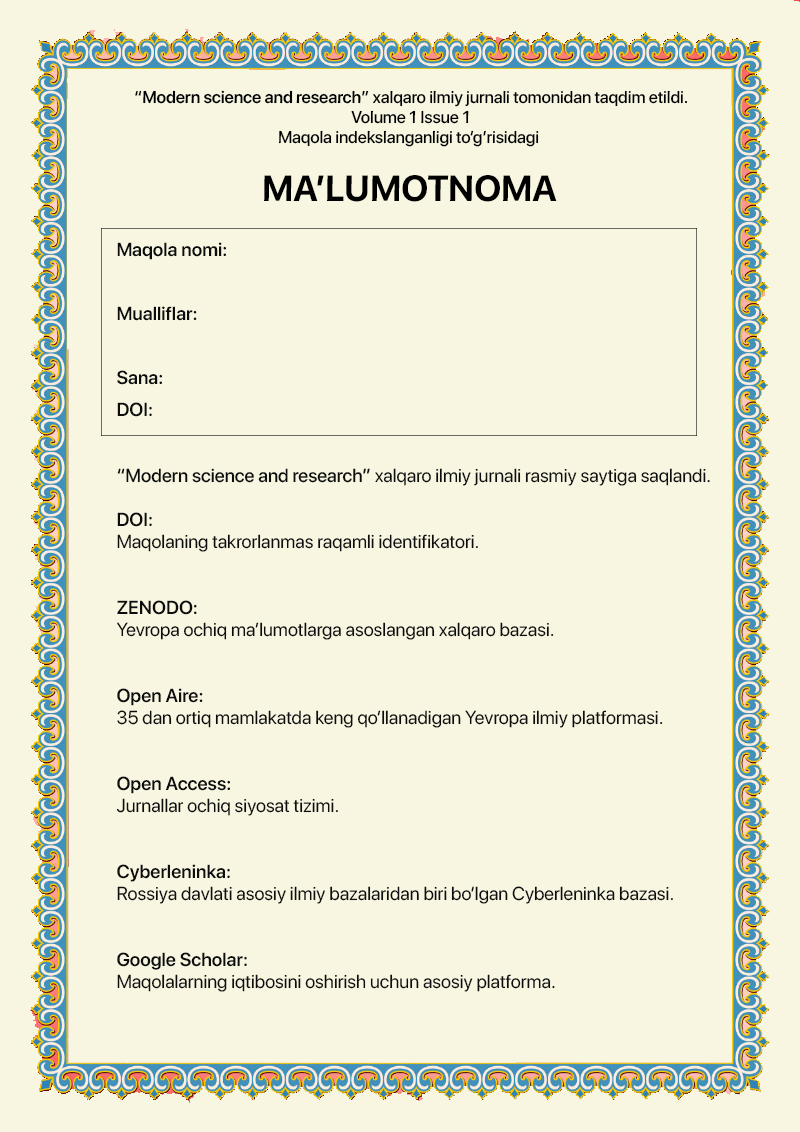 “Modern science and research” xalqaro ilmiy jurnali tomonidan taqdim etildi.
Volume 1 Issue 1
Maqola indekslanganligi to‘g‘risidagi
MA’LUMOTNOMA
Maqola nomi:
Mualliflar:
Sana:
DOI:
“Modern science and research” xalqaro ilmiy jurnali rasmiy saytiga saqlandi.
DOI:
Maqolaning takrorlanmas raqamli identifikatori.
ZENODO:
Yevropa ochiq ma’lumotlarga asoslangan xalqaro bazasi.
Open Aire:
35 dan ortiq mamlakatda keng qo‘llanadigan Yevropa ilmiy platformasi.
Open Access:
Jurnallar ochiq siyosat tizimi.
Cyberleninka:
Rossiya davlati asosiy ilmiy bazalaridan biri bo‘lgan Cyberleninka bazasi.
Google Scholar:
Maqolalarning iqtibosini oshirish uchun asosiy platforma.